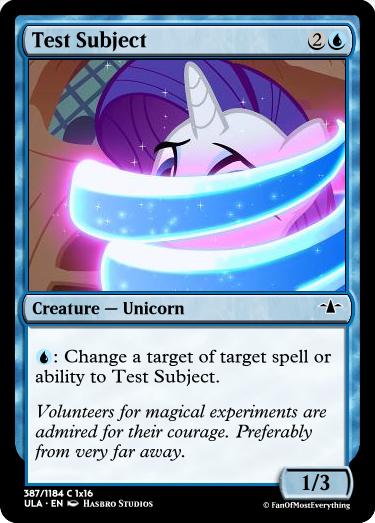 Test Subject 2
Creature — Unicorn
: Change a target of target spell or
ability to Test Subject.
Volunteers for magical experiments are
admired for their courage. Preferably
from very far away.
1/3
387/1184 C 1x16
ULA • EN Hasbro Studios
© FanOfMostEverything